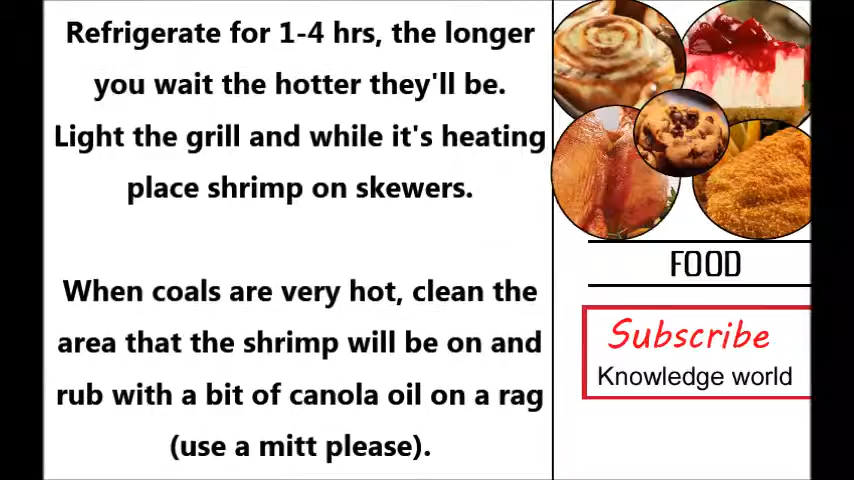 Refrigerate for 1-4 hrs, the longer
you wait the hotter they'll be.
Light the grill and while it's heating
place shrimp on skewers.
When coals are very hot, clean the
area that the shrimp will be on and
rub with a bit of canola oil on a rag
(use a mitt please).
FOOD
Subscribe
Knowledge world